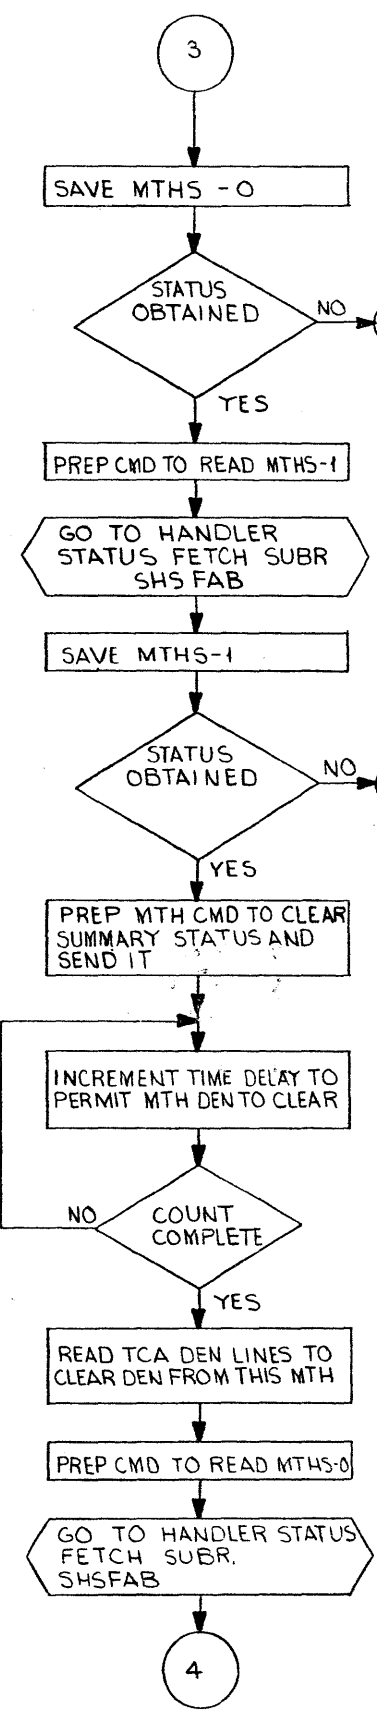 3
SAVE MTHS - 0
STATUS
OBTAINED
NO
YES
PREP CMD TO READ MTHS-1
GO TO HANDLER
STATUS FETCH SUBR
SHS FAB
SAVE MTHS-1
STATUS
OBTAINED
NO
YES
PREP MTH CMD TO CLEAR
SUMMARY STATUS AND
SEND IT
INCREMENT TIME DELAY TO
PERMIT MTH DEN TO CLEAR
NO
COUNT
COMPLETE
YES
READ TCA DEN LINES TO
CLEAR DEN FROM THIS MTH
PREP CMD TO READ MTHS-0
GO TO HANDLER STATUS
FETCH SUBR.
SHSFAB
4